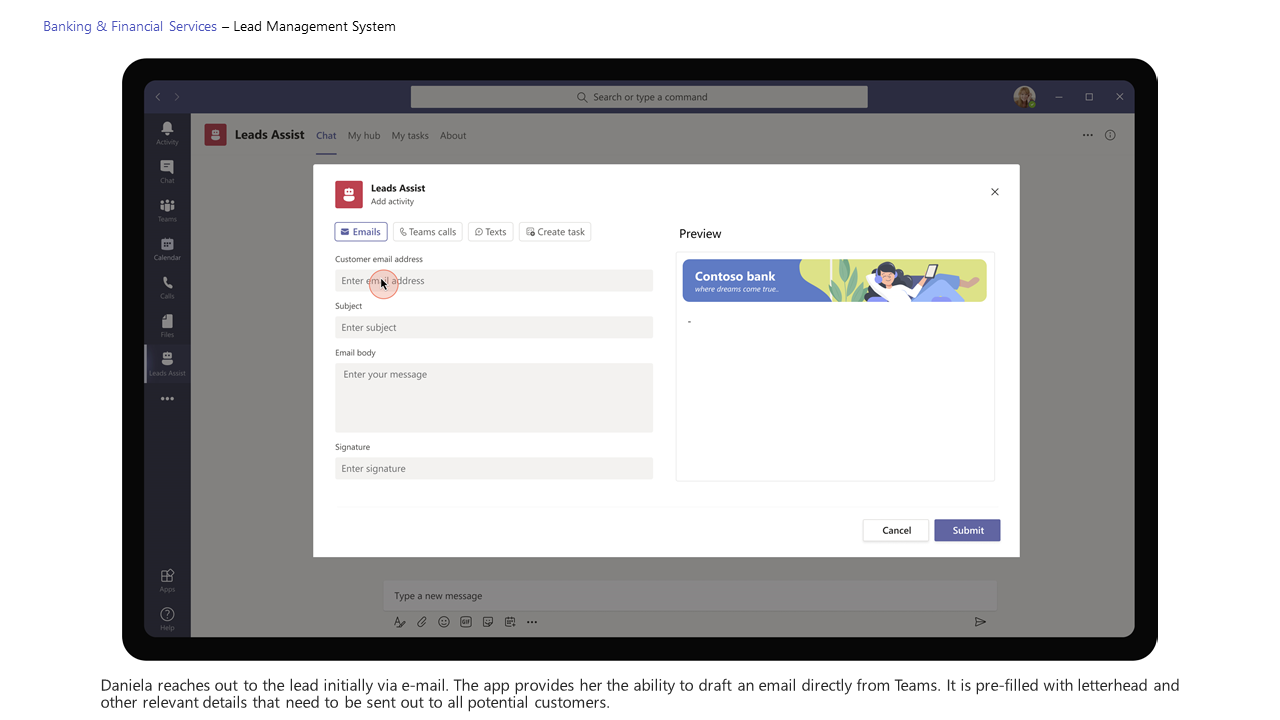 Banking & Financial Services – Lead Management System
Search or type a command
Activity
Chat
Teams
Calendar
Calls
Files
Leads Assist
Apps
Help
Leads Assist
Chat
My hub
My tasks
About
Leads Assist
Add activity
Emails
Teams calls
Texts
Create task
Customer email address
Enter email address
Subject
Enter subject
Email body
Enter your message
Signature
Enter signature
Preview
Contoso bank
where dreams come true..
-
Cancel
Submit
Type a new message
GIF
Daniela reaches out to the lead initially via e-mail. The app provides her the ability to draft an email directly from Teams. It is pre-filled with letterhead and
other relevant details that need to be sent out to all potential customers.